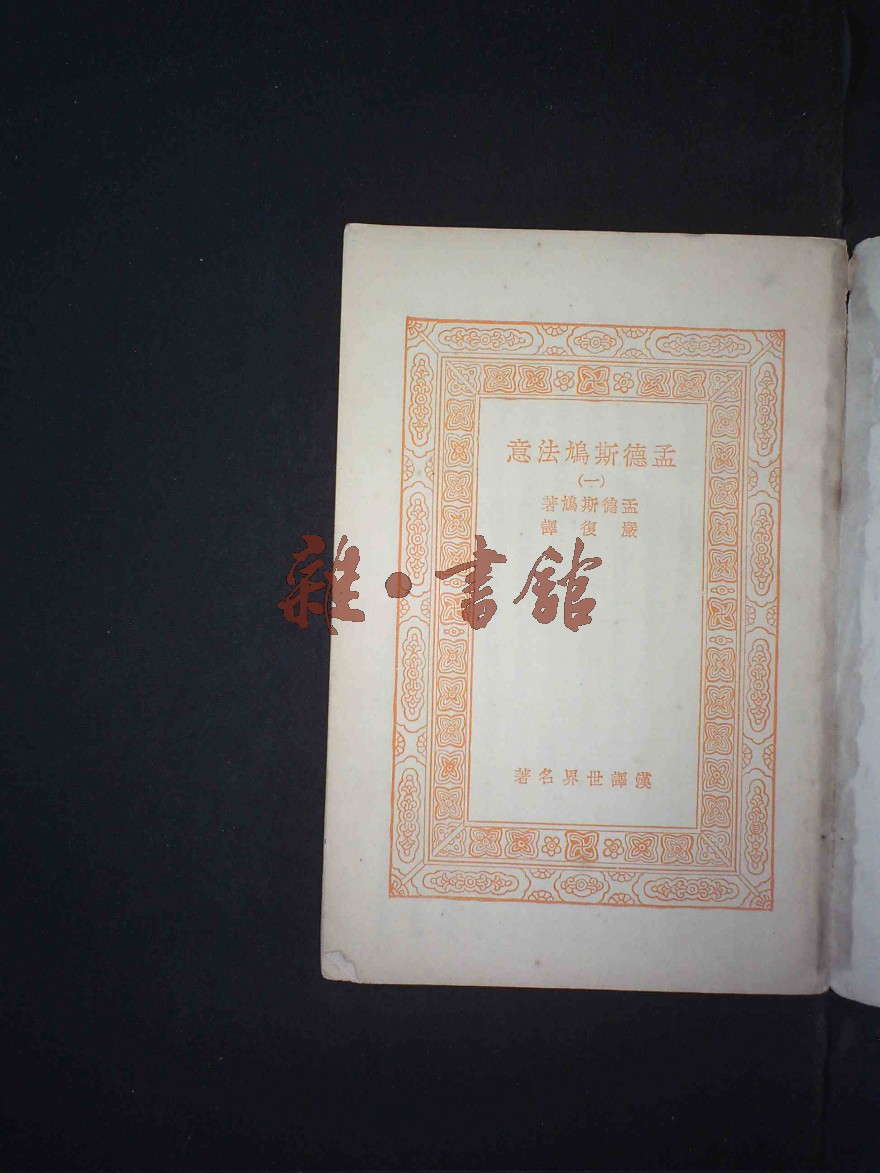 孟德斯鳩法意
(一)
孟德斯鳩著
嚴復譯
雜·書館
漢譯世界名著